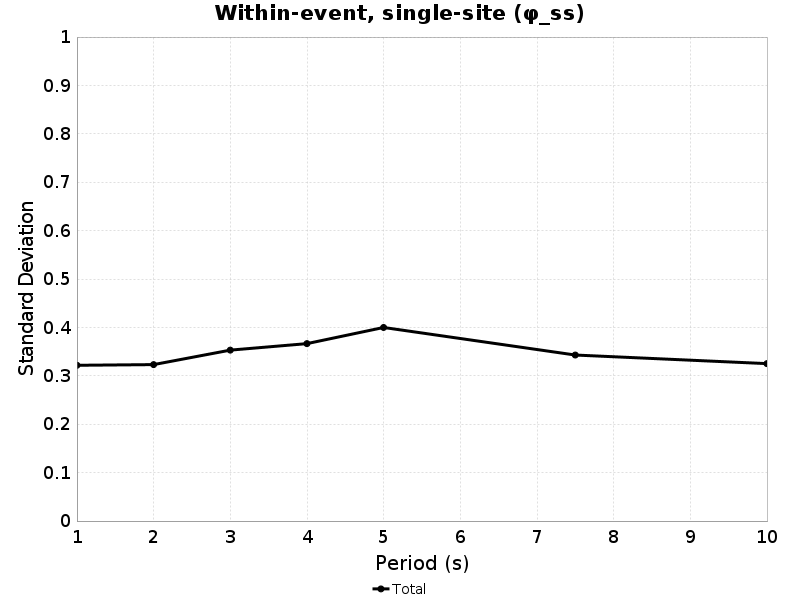 Within-event, single-site (φ_ss)
1
0.9
0.8
0.7
0.6
0.5
0.4
0.3
0.2
0.1
0
Standard Deviation
1 2 3 4 5 6 7 8 9 10
Period (s)
Total